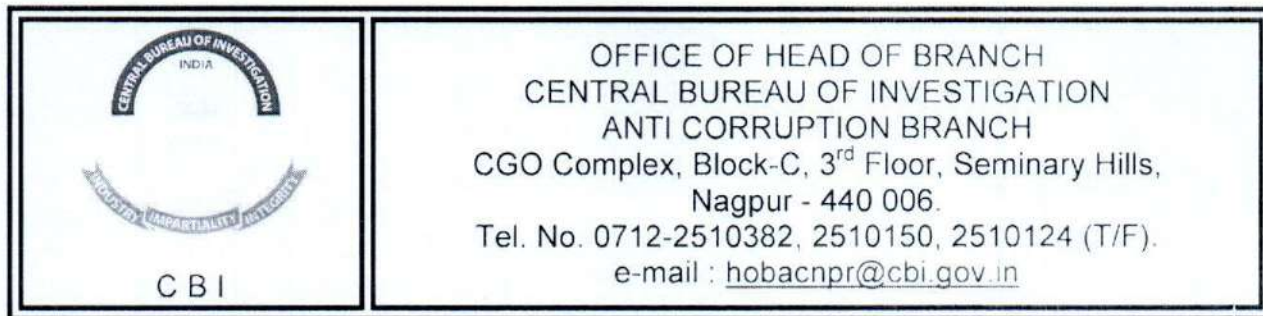 CENTRAL BUREAU OF INVESTIGATION
INDIA
INDUSTRY IMPARTIALITY INTEGRITY
CBI
OFFICE OF HEAD OF BRANCH
CENTRAL BUREAU OF INVESTIGATION
ANTI CORRUPTION BRANCH
CGO Complex, Block-C, 3rd Floor, Seminary Hills,
Nagpur - 440 006.
Tel. No. 0712-2510382, 2510150, 2510124 (T/F).
e-mail : hobacnpr@cbi.gov.in